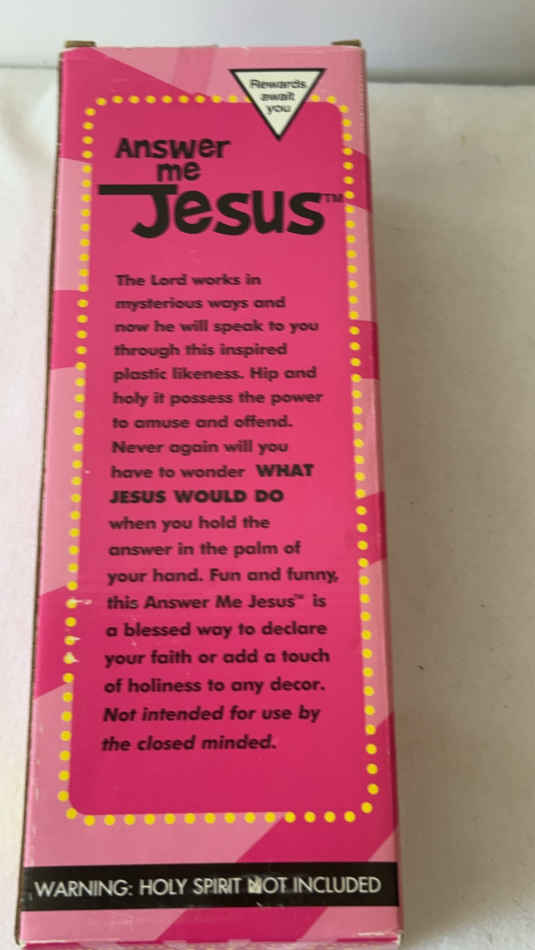 Rewards
await
you
Answer
me
Jesus™
The Lord works in
mysterious ways and
now he will speak to you
through this inspired
plastic likeness. Hip and
holy it possess the power
to amuse and offend.
Never again will you
have to wonder WHAT
JESUS WOULD DO
when you hold the
answer in the palm of
your hand. Fun and funny,
this Answer Me Jesus™ is
a blessed way to declare
your faith or add a touch
of holiness to any decor.
Not intended for use by
the closed minded.
WARNING: HOLY SPIRIT NOT INCLUDED